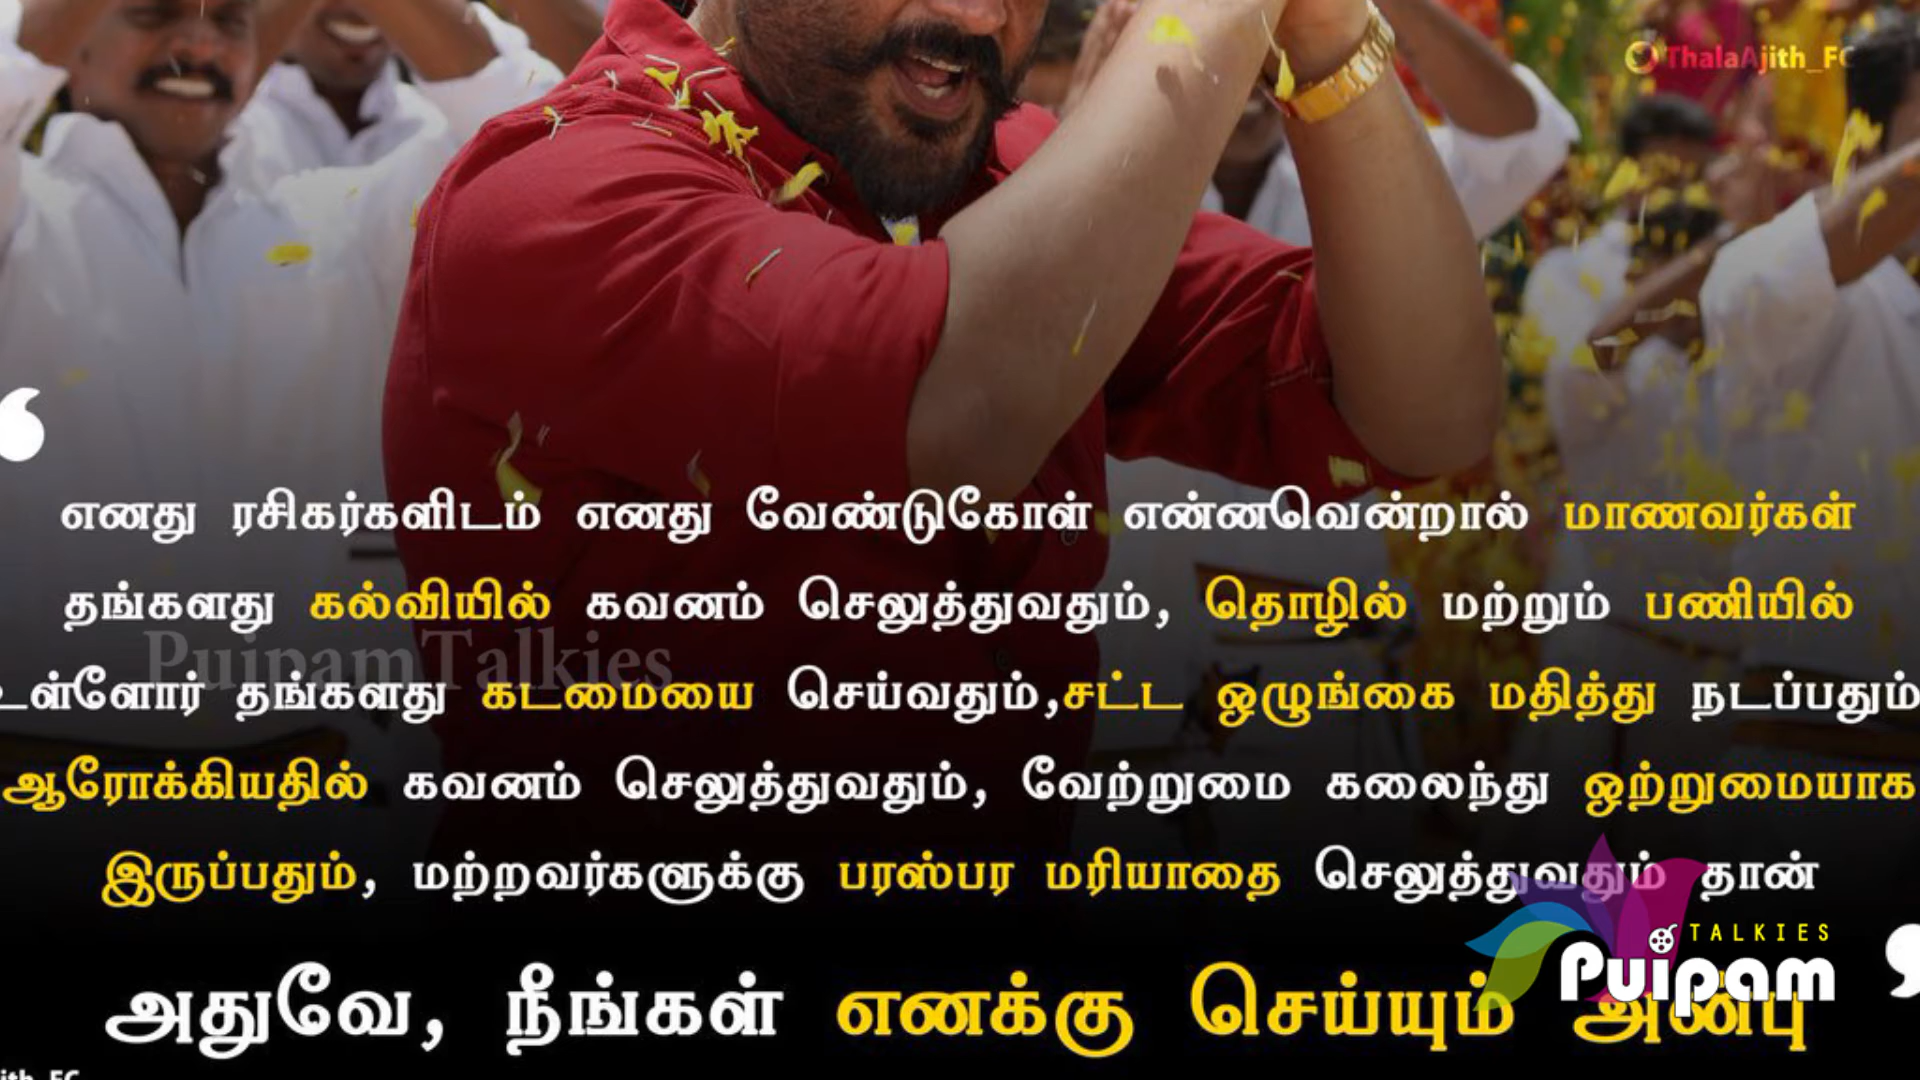 ThalaAjith_FC
‘
எனது ரசிகர்களிடம் எனது வேண்டுகோள் என்னவென்றால் மாணவர்கள்
தங்களது கல்வியில் கவனம் செலுத்துவதும், தொழில் மற்றும் பணியில்
PuipamTalkies
உள்ளோர் தங்களது கடமையை செய்வதும்,சட்ட ஒழுங்கை மதித்து நடப்பதும்
ஆரோக்கியதில் கவனம் செலுத்துவதும், வேற்றுமை கலைந்து ஒற்றுமையாக
இருப்பதும், மற்றவர்களுக்கு பரஸ்பர மரியாதை செலுத்துவதும் தான்
TALKIES
Puipam
’
அதுவே, நீங்கள் எனக்கு செய்யும் அன்பு